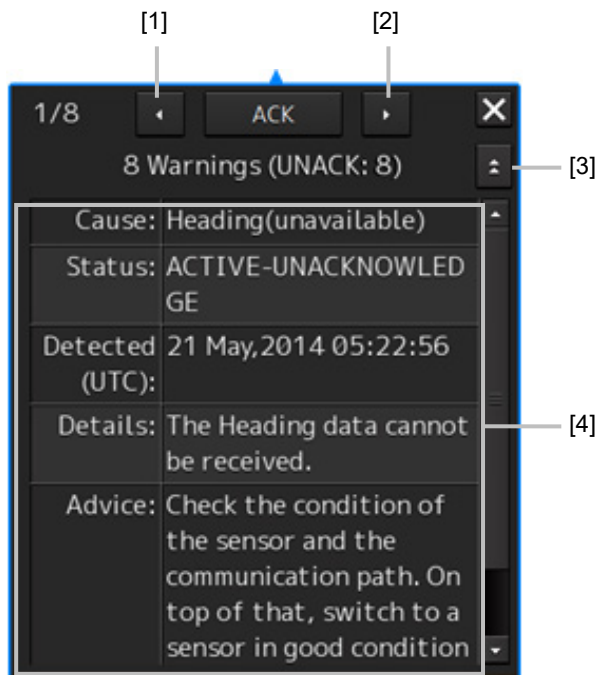 [1] [2]
1/8 ACK X
8 Warnings (UNACK: 8) [3]
Cause: Heading(unavailable)
Status: ACTIVE-UNACKNOWLED
GE
Detected 21 May,2014 05:22:56
(UTC):
Details: The Heading data cannot [4]
be received.
Advice: Check the condition of
the sensor and the
communication path. On
top of that, switch to a
sensor in good condition